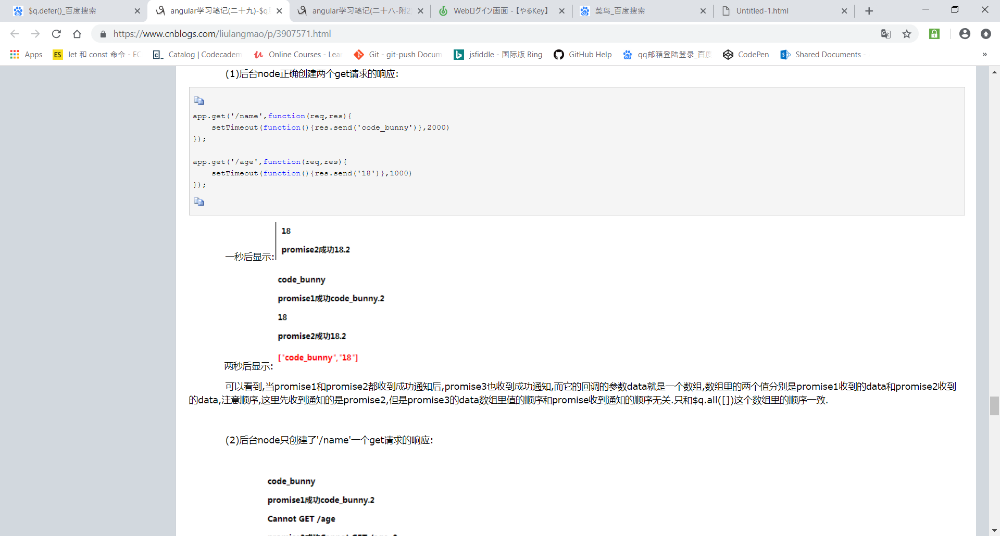 $q.defer()_百度搜索
angular学习笔记(二十九)-$q
angular学习笔记(二十八-附2
Webログイン画面 -【やるKey】
菜鸟_百度搜索
Untitled-1.html
https://www.cnblogs.com/liulangmao/p/3907571.html
Apps
ES
let 和 const 命令 - EC
Catalog | Codecadem
Online Courses - Lea
Git - git-push Docum
jsfiddle - 国际版 Bing
GitHub Help
qq邮箱登陆登录_百度
CodePen
Shared Documents -
»
(1)后台node正确创建两个get请求的响应:
app.get('/name',function(req,res){
setTimeout(function(){res.send('code_bunny')},2000)
});
app.get('/age',function(req,res){
setTimeout(function(){res.send('18')},1000)
});
18
promise2成功18.2
一秒后显示:
code_bunny
promise1成功code_bunny.2
18
promise2成功18.2
["code_bunny","18"]
两秒后显示:
可以看到,当promise1和promise2都收到成功通知后,promise3也收到成功通知,而它的回调的参数data就是一个数组,数组里的两个值分别是promise1收到的data和promise2收到
的data,注意顺序,这里先收到通知的是promise2,但是promise3的data数组里值的顺序和promise收到通知的顺序无关.只和$q.all([])这个数组里的顺序一致.
(2)后台node只创建了'/name'一个get请求的响应:
code_bunny
promise1成功code_bunny.2
Cannot GET /age
promise2成功Cannot GET /age.2